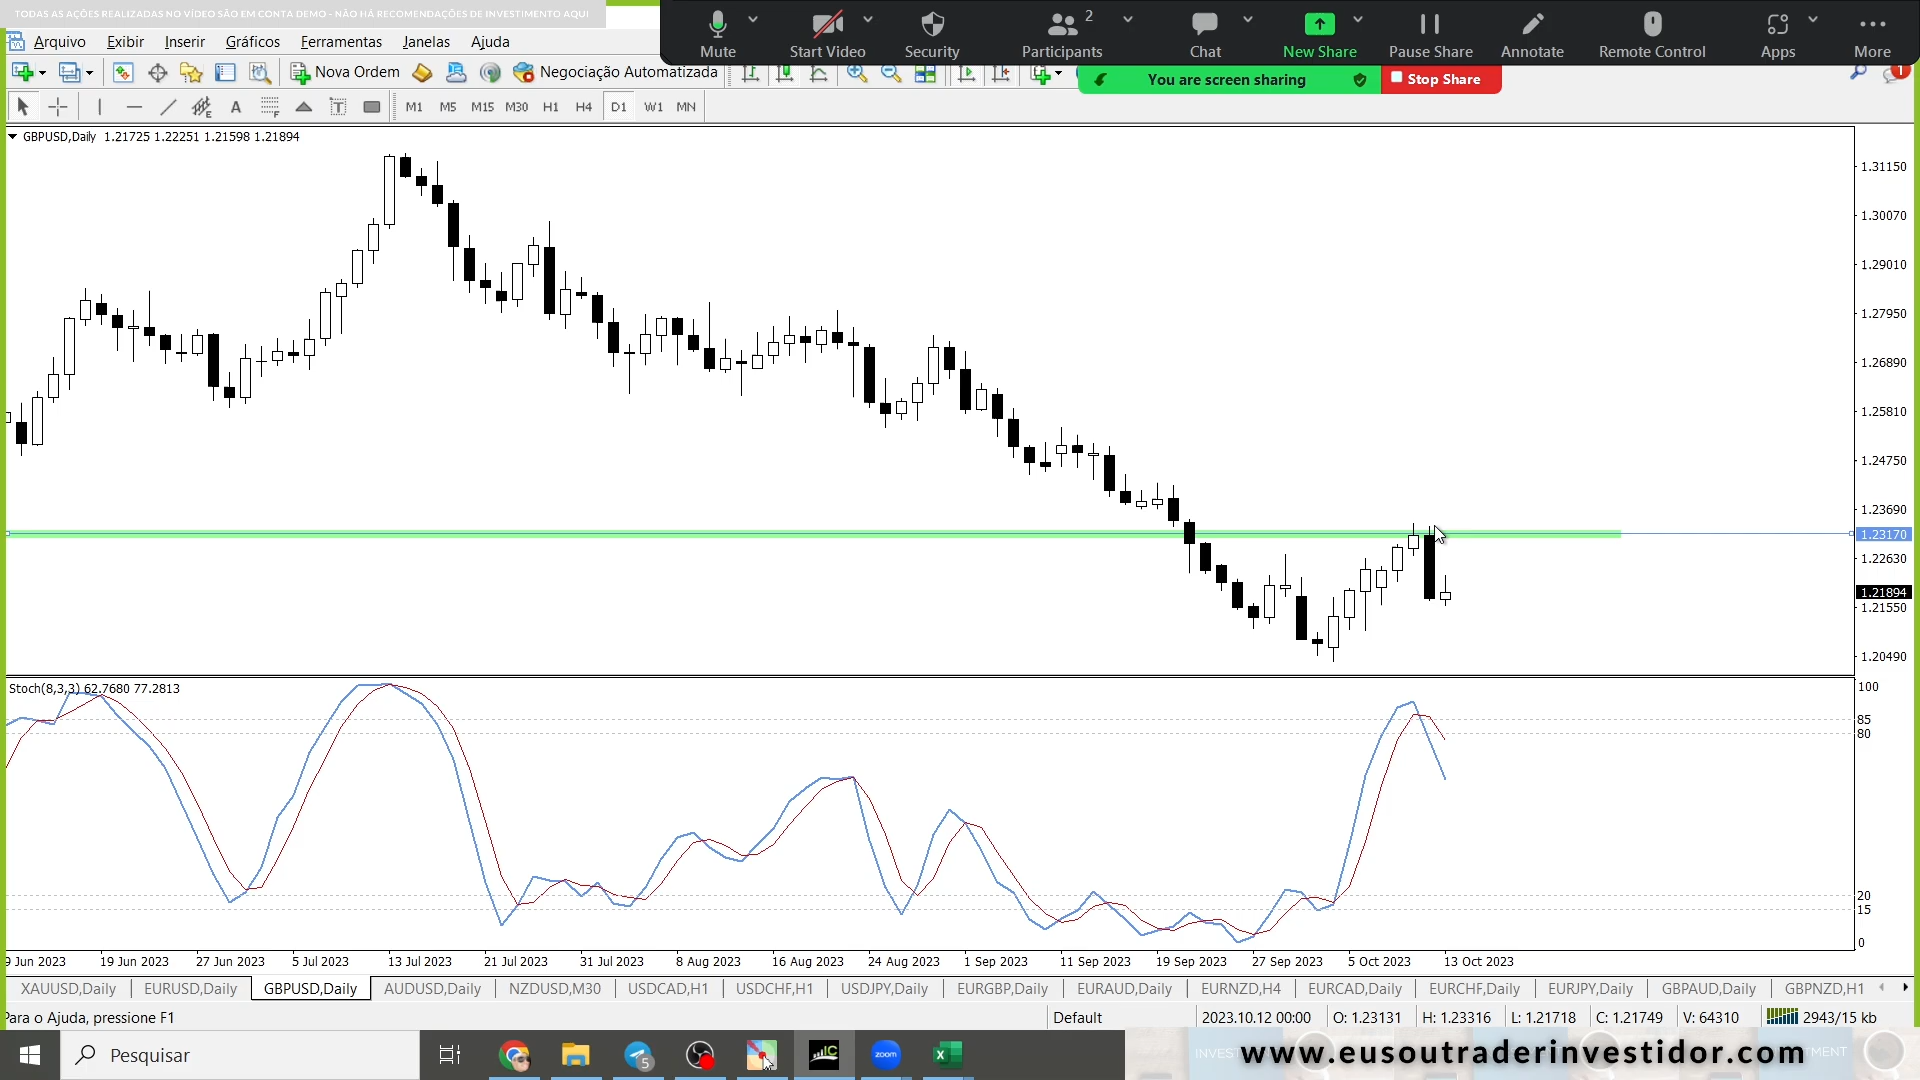 TODAS AS AÇÕES REALIZADAS NO VÍDEO SÃO EM CONTA DEMO - NÃO HÁ RECOMENDAÇÕES DE INVESTIMENTO AQUI
Mute
Start Video
Security
2
Participants
Chat
New Share
Pause Share
Annotate
Remote Control
Apps
More
You are screen sharing
Stop Share
Arquivo Exibir Inserir Gráficos Ferramentas Janelas Ajuda
Nova Ordem
Negociação Automatizada
1
A M1 M5 M15 M30 H1 H4 D1 W1 MN
GBPUSD,Daily 1.21725 1.22251 1.21598 1.21894
1.31150
1.30070
1.29010
1.27950
1.26890
1.25810
1.24750
1.23690
1.23170
1.22630
1.21894
1.21550
1.20490
Stoch(8,3,3) 62.7680 77.2813
100
85
80
20
15
0
9 Jun 2023 19 Jun 2023 27 Jun 2023 5 Jul 2023 13 Jul 2023 21 Jul 2023 31 Jul 2023 8 Aug 2023 16 Aug 2023 24 Aug 2023 1 Sep 2023 11 Sep 2023 19 Sep 2023 27 Sep 2023 5 Oct 2023 13 Oct 2023
XAUUSD,Daily EURUSD,Daily GBPUSD,Daily AUDUSD,Daily NZDUSD,M30 USDCAD,H1 USDCHF,H1 USDJPY,Daily EURGBP,Daily EURAUD,Daily EURNZD,H4 EURCAD,Daily EURCHF,Daily EURJPY,Daily GBPAUD,Daily GBPNZD,H1
Para o Ajuda, pressione F1 Default 2023.10.12 00:00 O: 1.23131 H: 1.23316 L: 1.21718 C: 1.21749 V: 64310 2943/15 kb
Pesquisar
5
IC
zoom
www.eusoutraderinvestidor.com